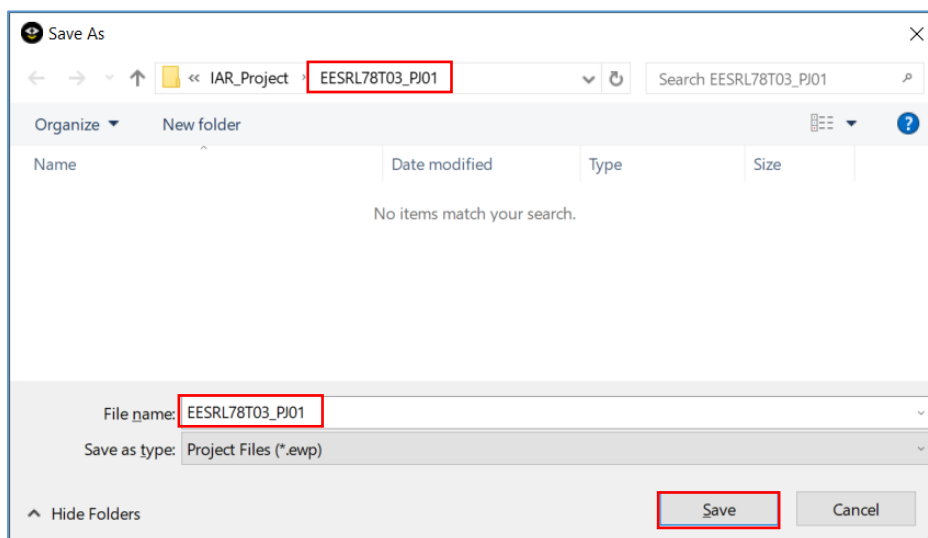 Save As
« IAR_Project › EESRL78T03_PJ01 Search EESRL78T03_PJ01
Organize New folder ?
Name Date modified Type Size
No items match your search.
File name: EESRL78T03_PJ01
Save as type: Project Files (*.ewp)
Hide Folders Save Cancel